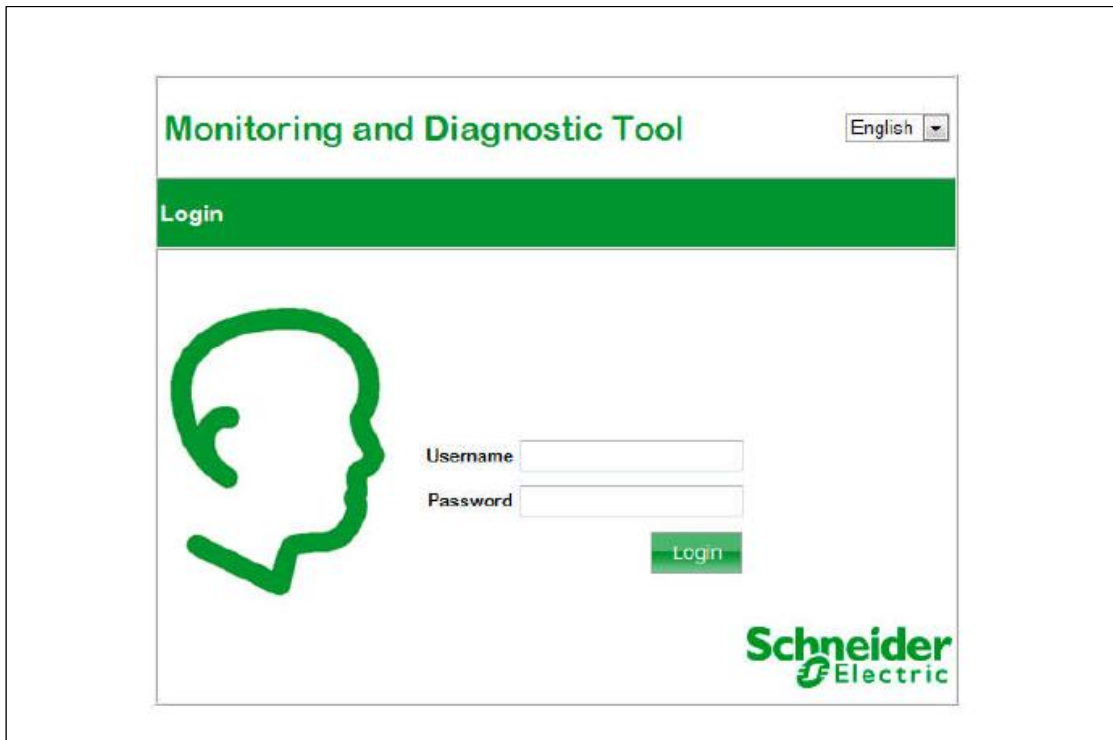 Monitoring and Diagnostic Tool
English
Login
Username
Password
Login
Schneider
Electric